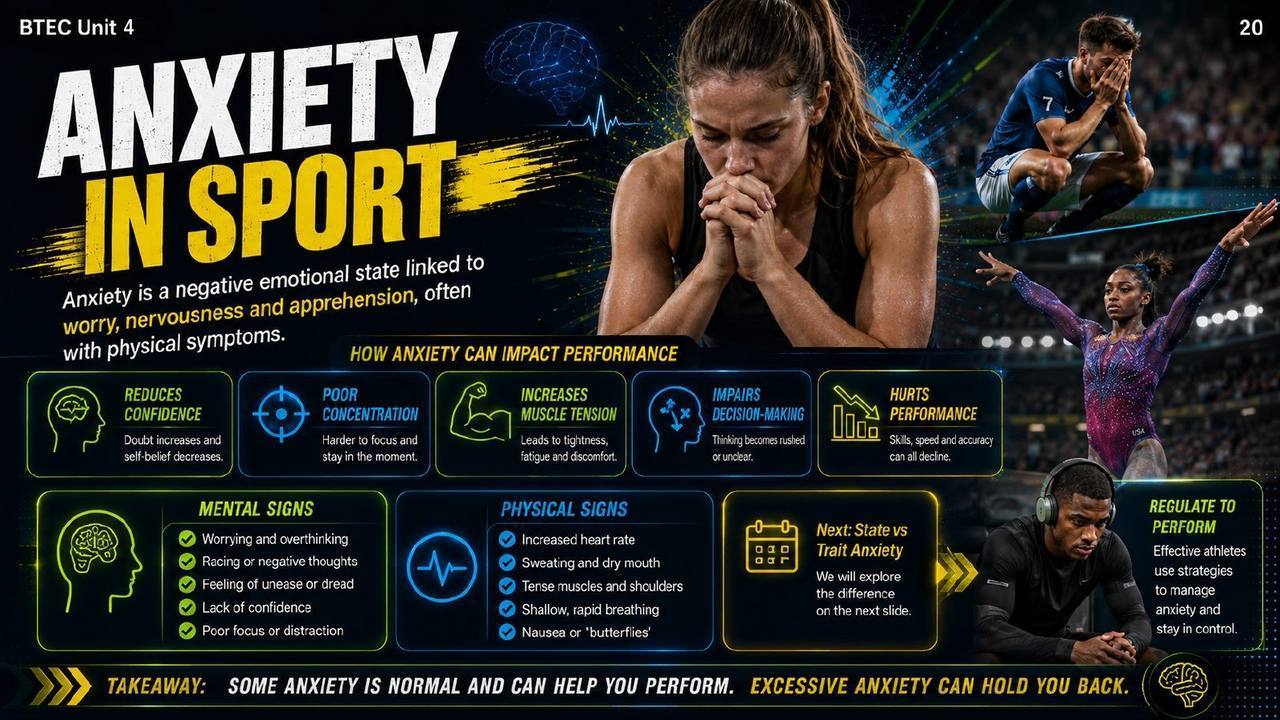 BTEC Unit 4
20
ANXIETY
IN SPORT
Anxiety is a negative emotional state linked to
worry, nervousness and apprehension, often
with physical symptoms.
7
USA
HOW ANXIETY CAN IMPACT PERFORMANCE
REDUCES
CONFIDENCE
Doubt increases and
self-belief decreases.
POOR
CONCENTRATION
Harder to focus and
stay in the moment.
INCREASES
MUSCLE TENSION
Leads to tightness,
fatigue and discomfort.
IMPAIRS
DECISION-MAKING
Thinking becomes rushed
or unclear.
HURTS
PERFORMANCE
Skills, speed and accuracy
can all decline.
MENTAL SIGNS
Worrying and overthinking
Racing or negative thoughts
Feeling of unease or dread
Lack of confidence
Poor focus or distraction
PHYSICAL SIGNS
Increased heart rate
Sweating and dry mouth
Tense muscles and shoulders
Shallow, rapid breathing
Nausea or 'butterflies'
Next: State vs
Trait Anxiety
We will explore
the difference
on the next slide.
REGULATE TO
PERFORM
Effective athletes
use strategies
to manage
anxiety and
stay in control.
TAKEAWAY: SOME ANXIETY IS NORMAL AND CAN HELP YOU PERFORM. EXCESSIVE ANXIETY CAN HOLD YOU BACK.